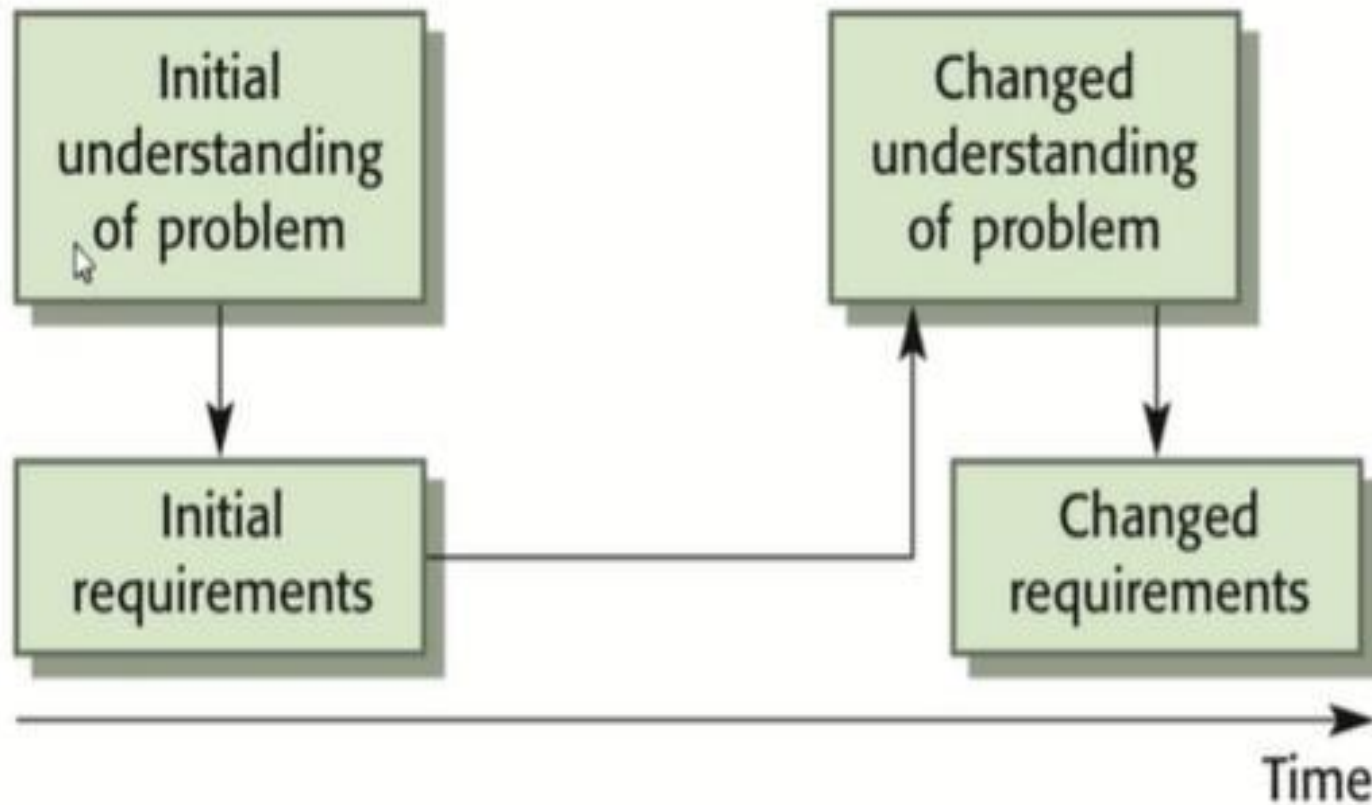 Initial
understanding
of problem
Changed
understanding
of problem
Initial
requirements
Changed
requirements
Time